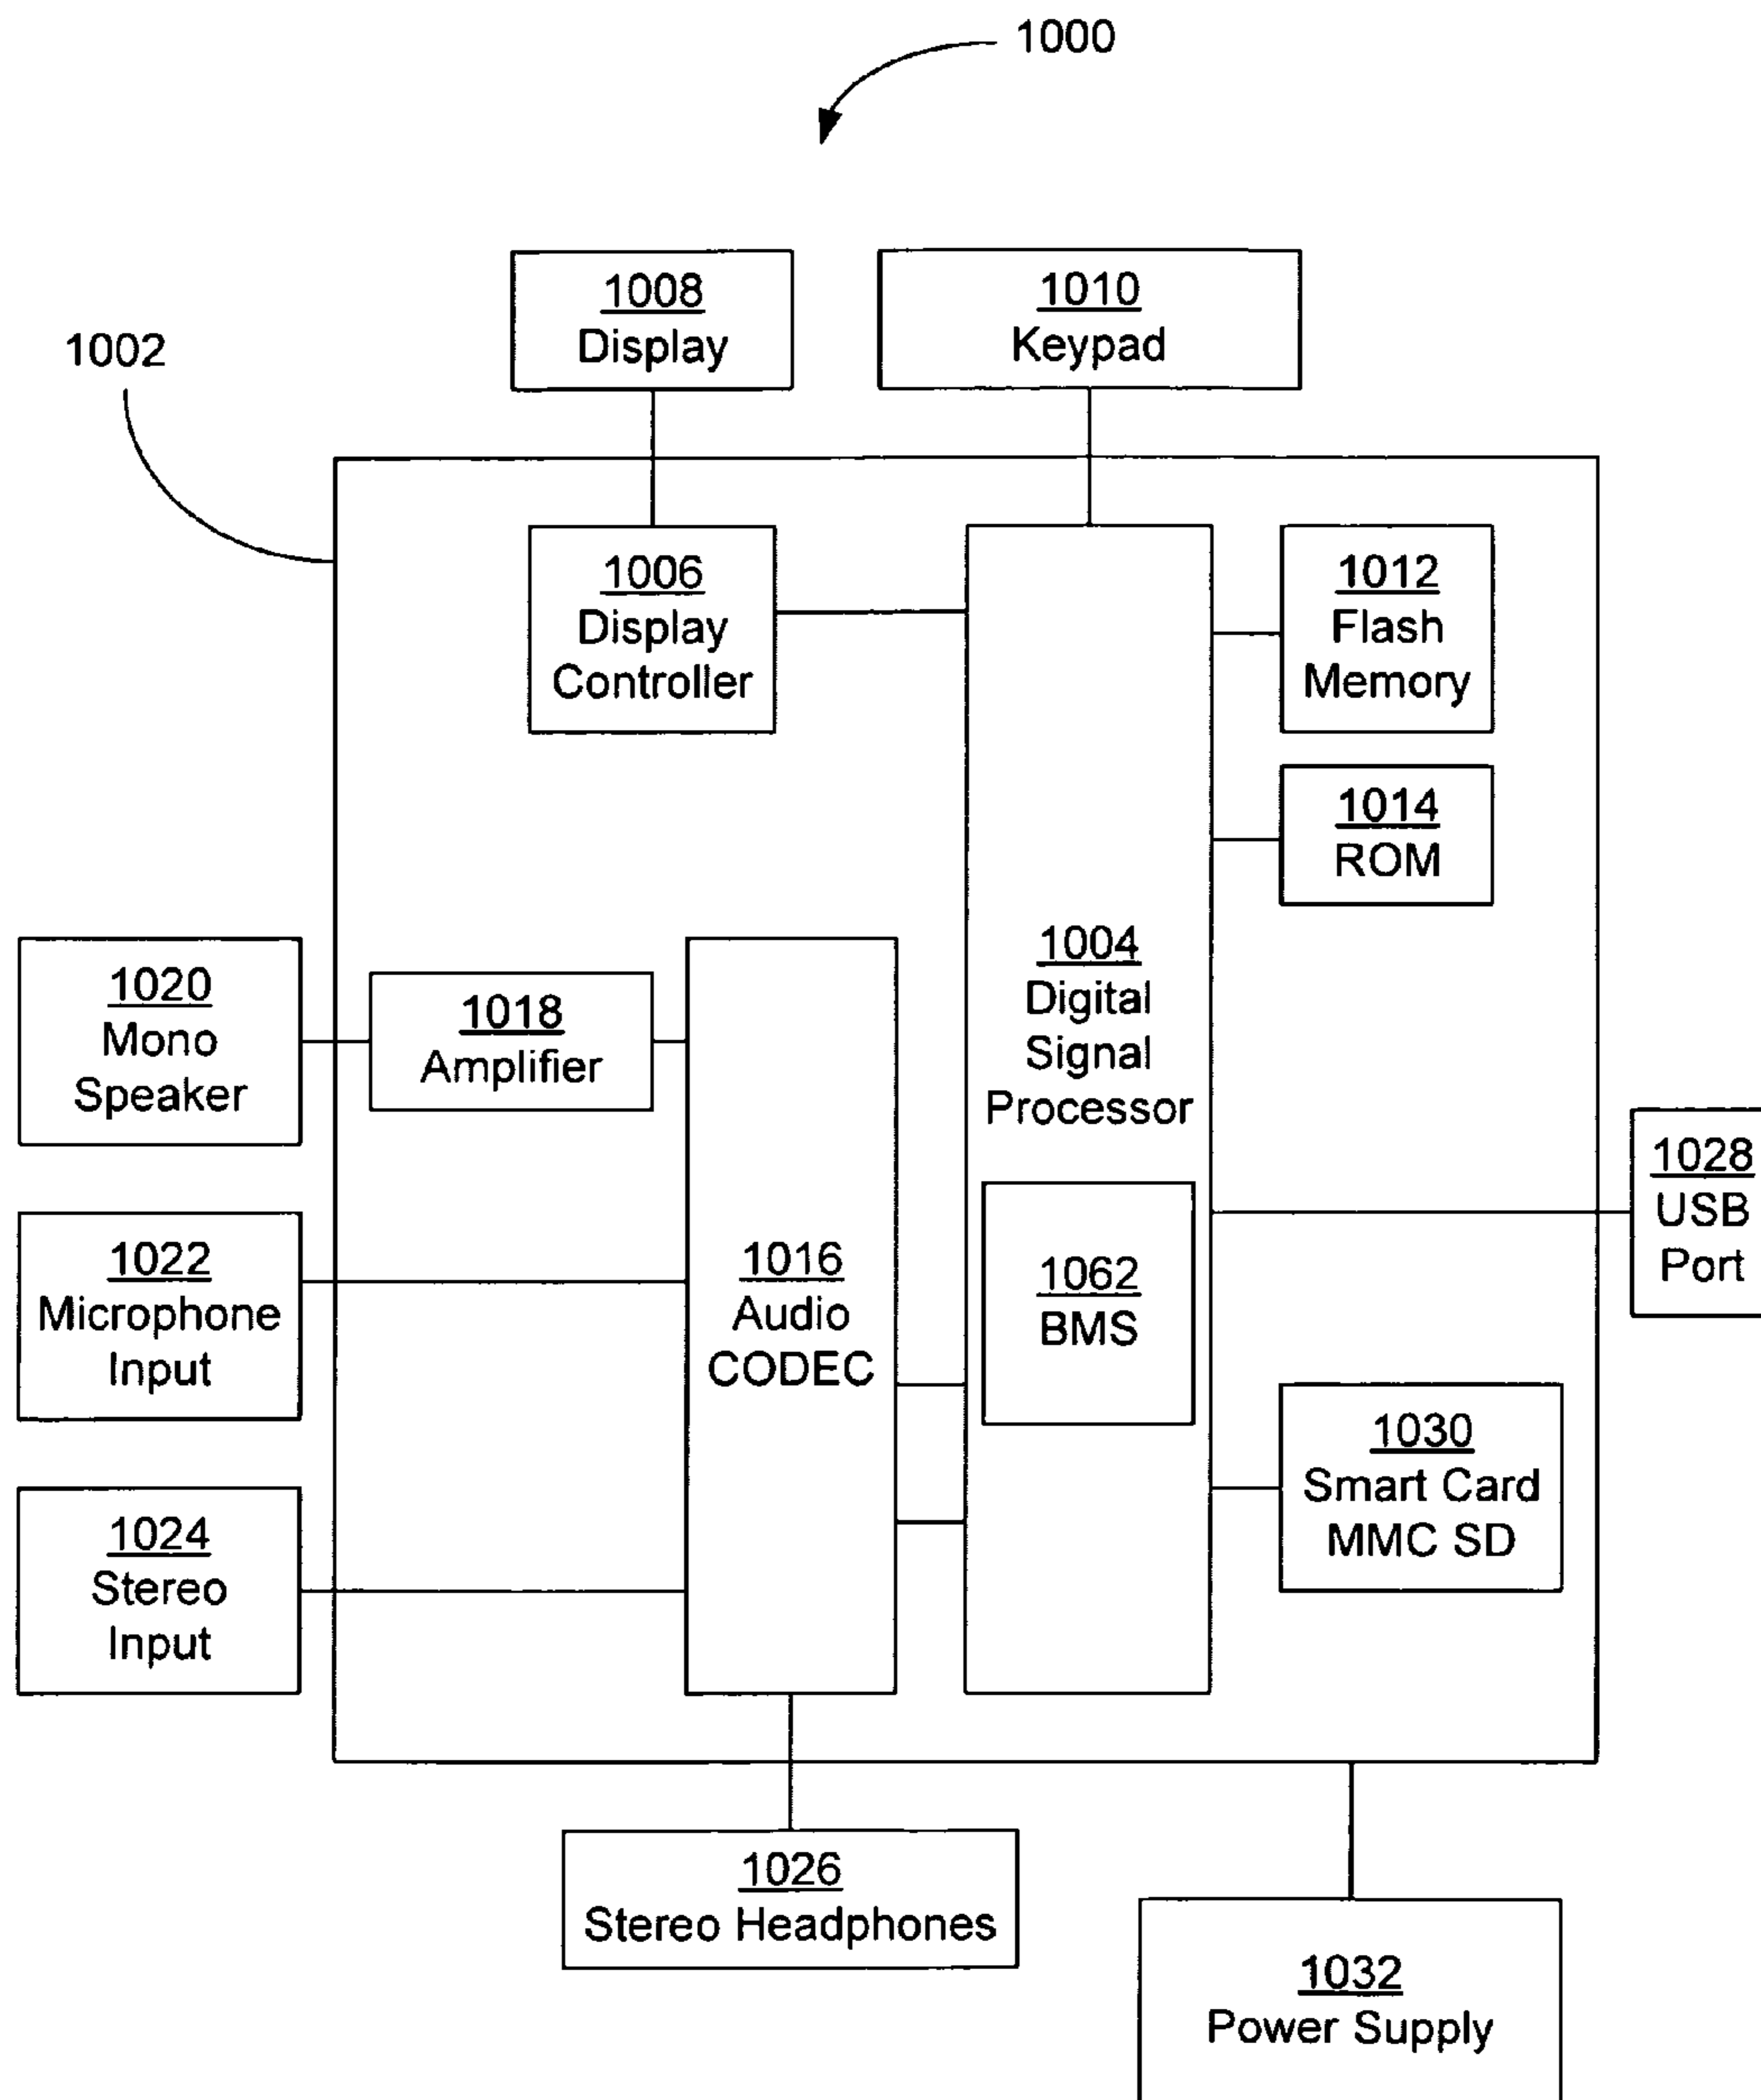 1000
1008
Display
1010
Keypad
1002
1006
Display
Controller
1012
Flash
Memory
1014
ROM
1004
Digital
Signal
Processor
1020
Mono
Speaker
1018
Amplifier
1028
USB
Port
1022
Microphone
Input
1016
Audio
CODEC
1062
BMS
1030
Smart Card
MMC SD
1024
Stereo
Input
1026
Stereo Headphones
1032
Power Supply